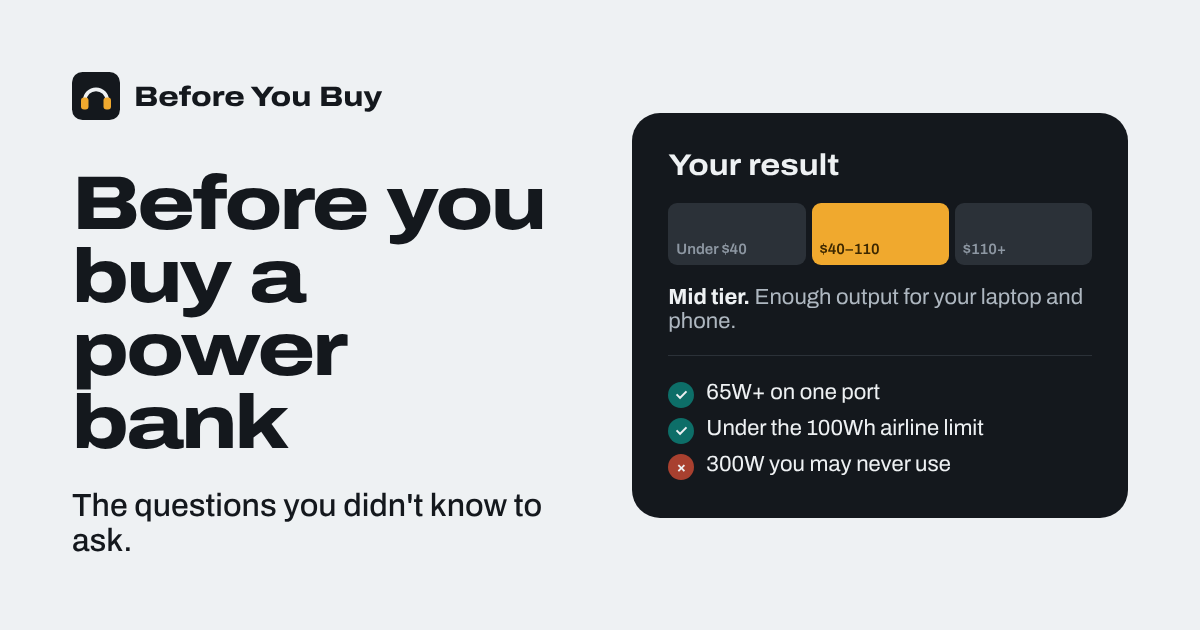 Before You Buy
Before you
buy a
power
bank
The questions you didn't know to
ask.
Your result
Under $40
$40–110
$110+
Mid tier. Enough output for your laptop and
phone.
65W+ on one port
Under the 100Wh airline limit
300W you may never use